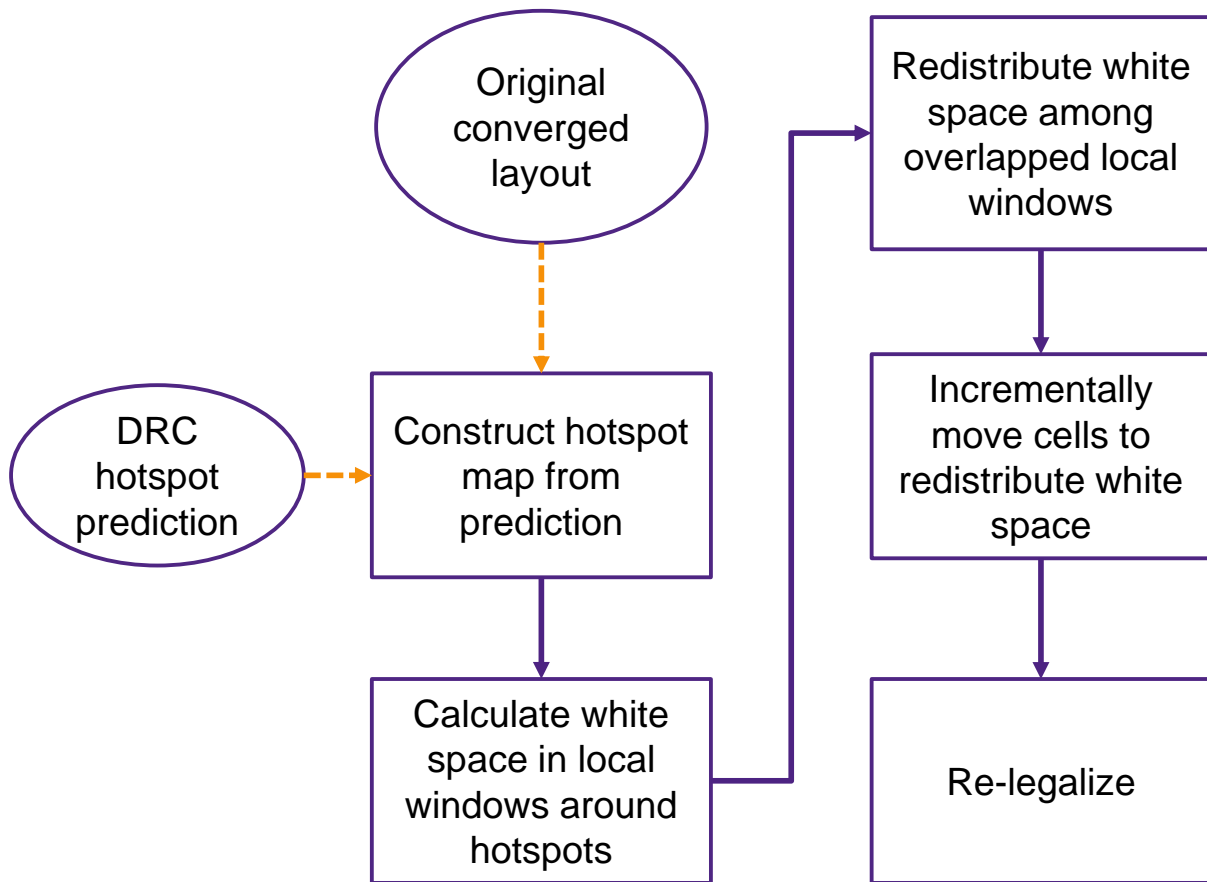 Original
converged
layout
DRC
hotspot
prediction
Construct hotspot
map from
prediction
Calculate white
space in local
windows around
hotspots
Redistribute white
space among
overlapped local
windows
Incrementally
move cells to
redistribute white
space
Re-legalize